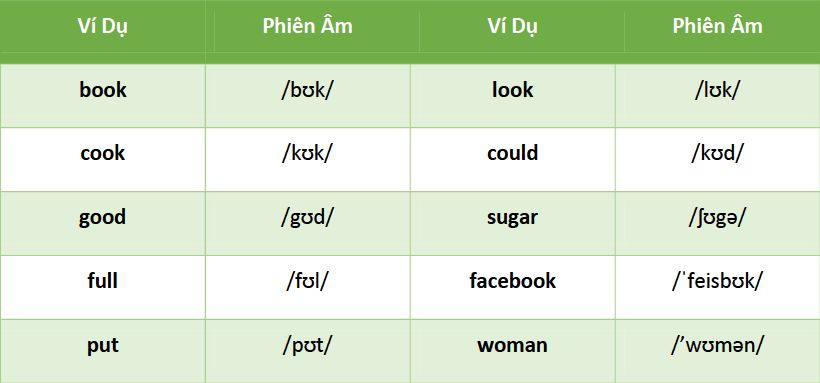 Ví Dụ Phiên Âm Ví Dụ Phiên Âm
book /bʊk/ look /lʊk/
cook /kʊk/ could /kʊd/
good /gʊd/ sugar /ʃʊgə/
full /fʊl/ facebook /ˈfeisbʊk/
put /pʊt/ woman /’wʊmən/